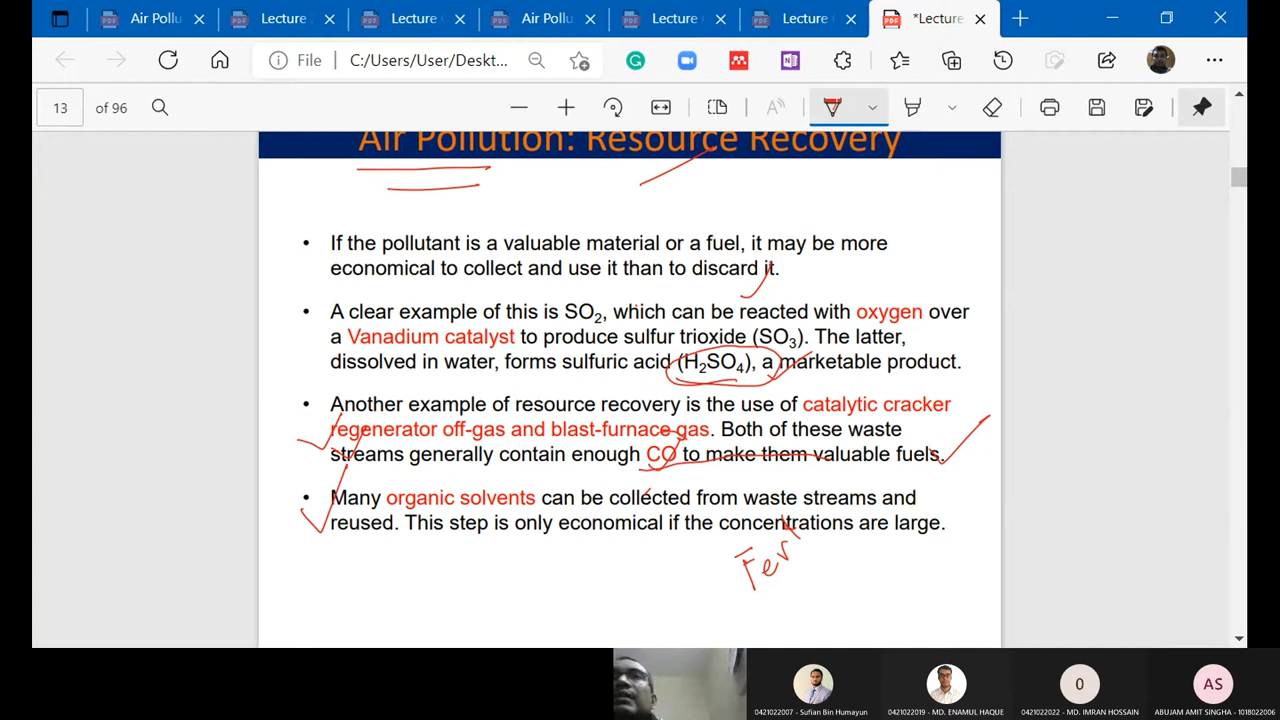 Air Pollu
Lecture 2
Lecture
Air Pollu
Lecture
Lecture
*Lecture
File
C:/Users/User/Deskt...
13 of 96
Air Pollution: Resource Recovery
• If the pollutant is a valuable material or a fuel, it may be more
economical to collect and use it than to discard it.
• A clear example of this is SO₂, which can be reacted with oxygen over
a Vanadium catalyst to produce sulfur trioxide (SO₃). The latter,
dissolved in water, forms sulfuric acid (H₂SO₄), a marketable product.
• Another example of resource recovery is the use of catalytic cracker
regenerator off-gas and blast-furnace gas. Both of these waste
streams generally contain enough CO to make them valuable fuels.
• Many organic solvents can be collected from waste streams and
reused. This step is only economical if the concentrations are large.
Fert
0
AS
0421022007 - Sufian Bin Humayun
0421022019 - MD. ENAMUL HAQUE
0421022022 - MD. IMRAN HOSSAIN
ABUJAM AMIT SINGHA - 1018022006